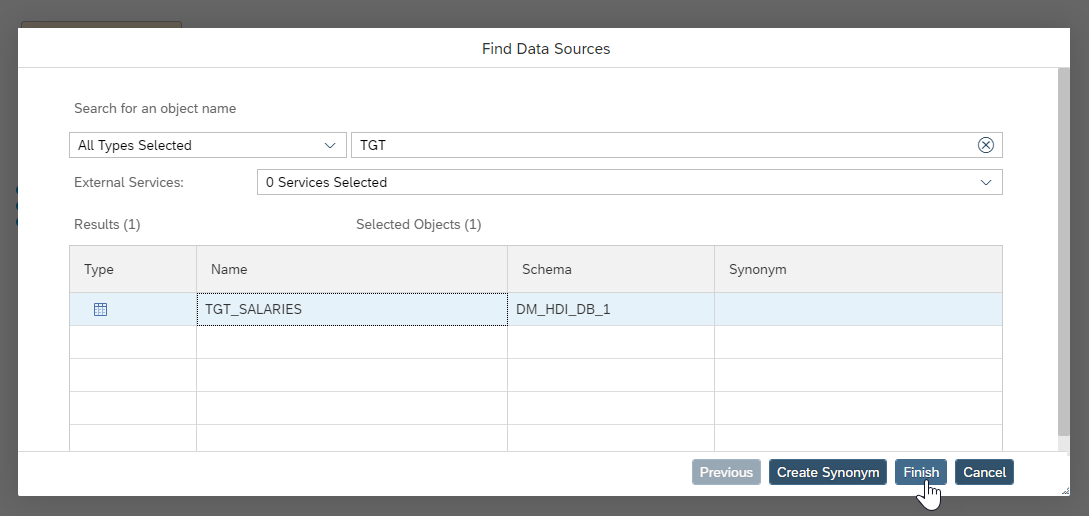 Find Data Sources
Search for an object name
All Types Selected TGT
External Services: 0 Services Selected
Results (1) Selected Objects (1)
Type Name Schema Synonym
TGT_SALARIES DM_HDI_DB_1
Previous Create Synonym Finish Cancel